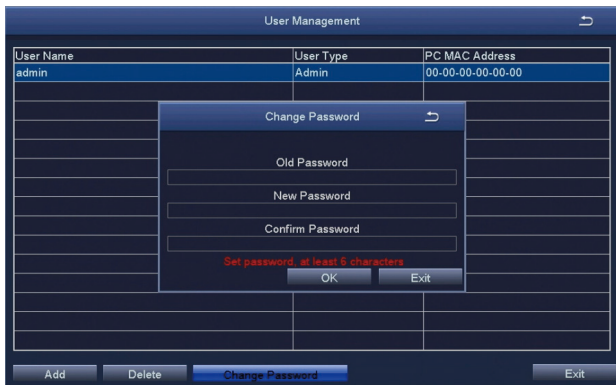 User Management
User Name User Type PC MAC Address
admin Admin 00-00-00-00-00-00
Change Password
Old Password
New Password
Confirm Password
Set password, at least 6 characters
OK Exit
Add Delete Change Password Exit